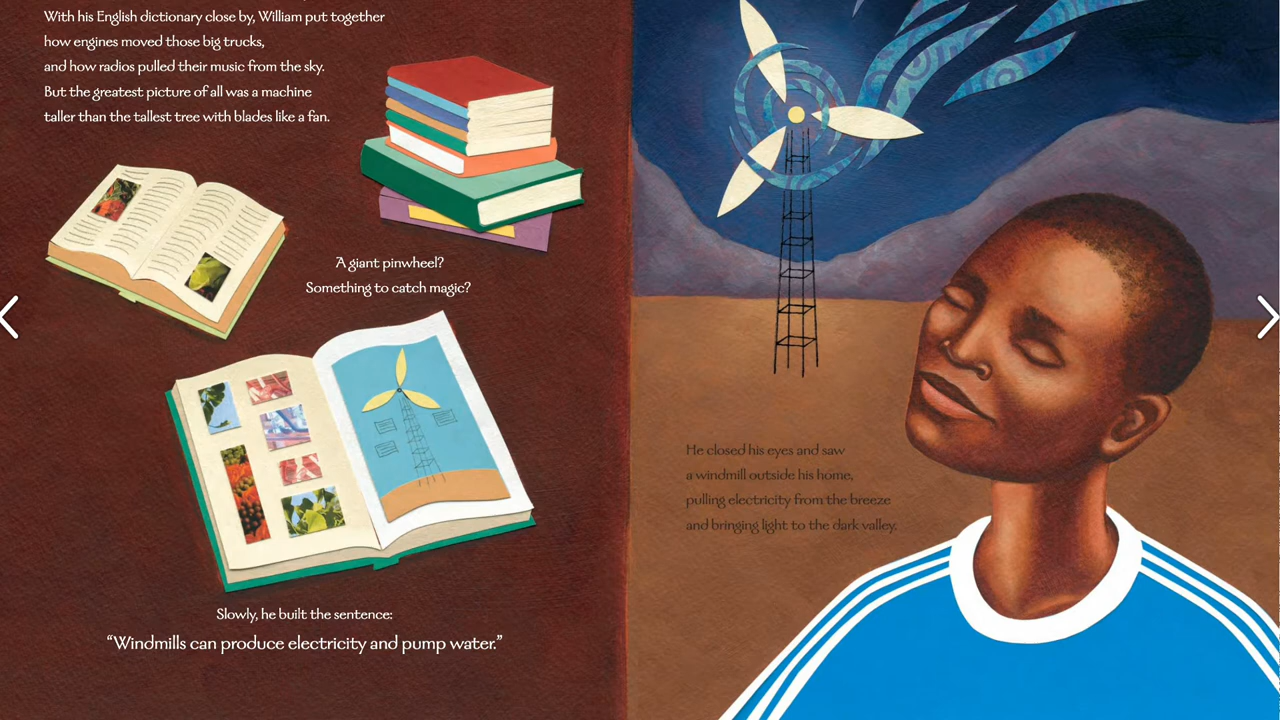 With his English dictionary close by, William put together
how engines moved those big trucks,
and how radios pulled their music from the sky.
But the greatest picture of all was a machine
taller than the tallest tree with blades like a fan.
A giant pinwheel?
Something to catch magic?
Slowly, he built the sentence:
“Windmills can produce electricity and pump water.”
He closed his eyes and saw
a windmill outside his home,
pulling electricity from the breeze
and bringing light to the dark valley.